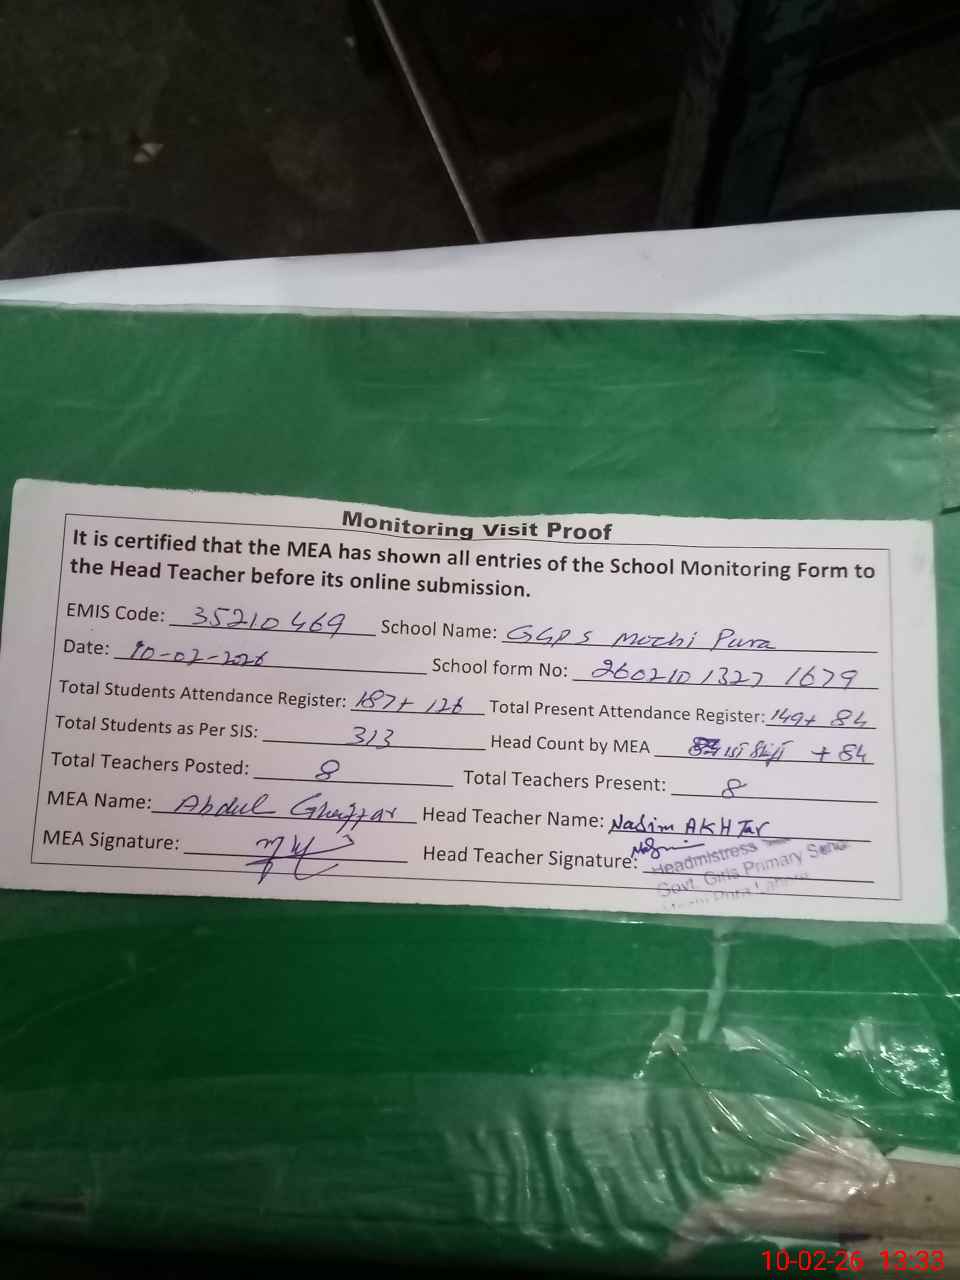 Monitoring Visit Proof
It is certified that the MEA has shown all entries of the School Monitoring Form to
the Head Teacher before its online submission.
EMIS Code: 35210469 School Name: GGPS Mochi Pura
Date: 10-02-2026 School form No: 260210 1327 1679
Total Students Attendance Register: 187+ 126 Total Present Attendance Register: 149+ 84
Total Students as Per SIS: 313 Head Count by MEA 1st Shift + 84
Total Teachers Posted: 8 Total Teachers Present: 8
MEA Name: Abdul Ghaffar Head Teacher Name: Nasim AKHTar
MEA Signature: Head Teacher Signature:
Headmistress
Govt. Girls Primary
10-02-26 13:33